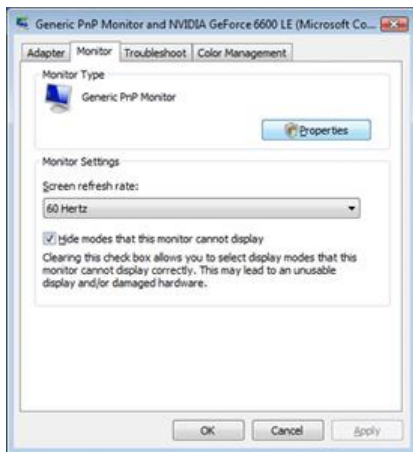 Generic PnP Monitor and NVIDIA GeForce 6600 LE (Microsoft Co...
Adapter Monitor Troubleshoot Color Management
Monitor Type
Generic PnP Monitor
Properties
Monitor Settings
Screen refresh rate:
60 Hertz
Hide modes that this monitor cannot display
Clearing this check box allows you to select display modes that this
monitor cannot display correctly. This may lead to an unusable
display and/or damaged hardware.
OK Cancel Apply